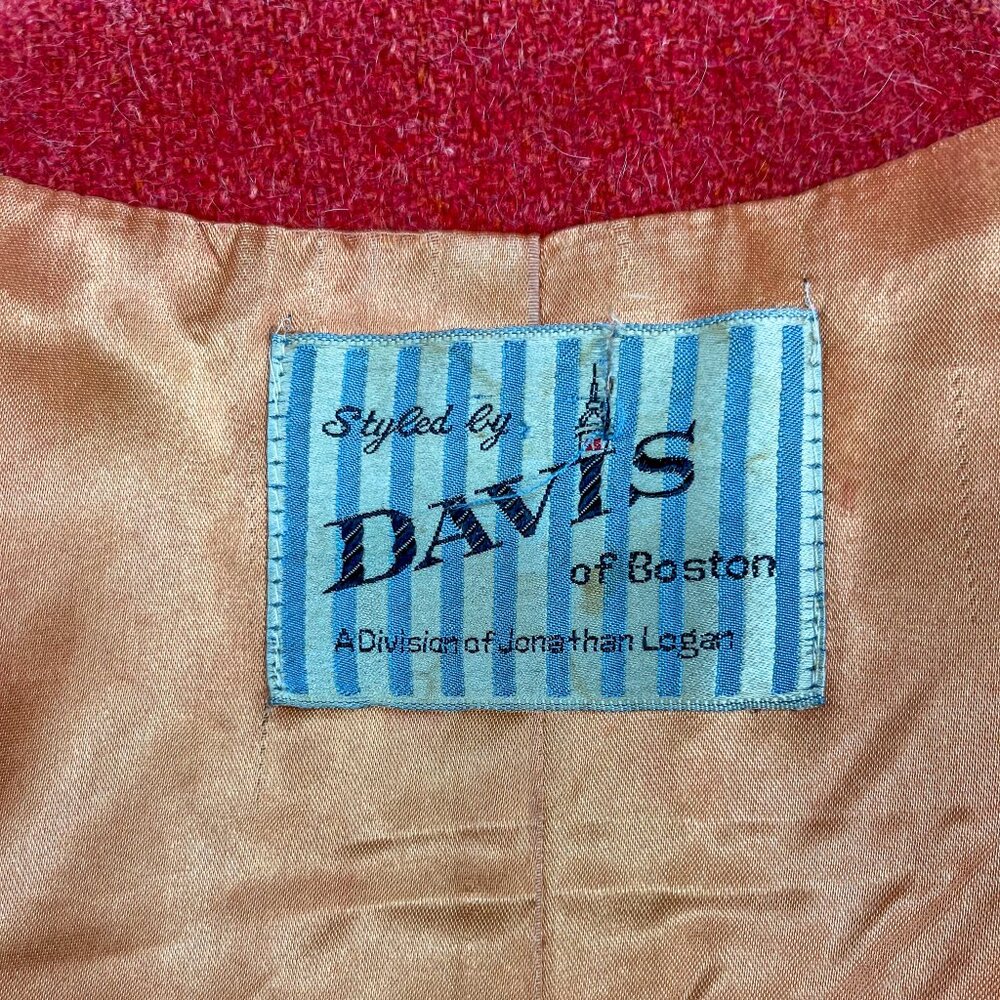 Styled by
DAVIS
of Boston
A Division of Jonathan Logan